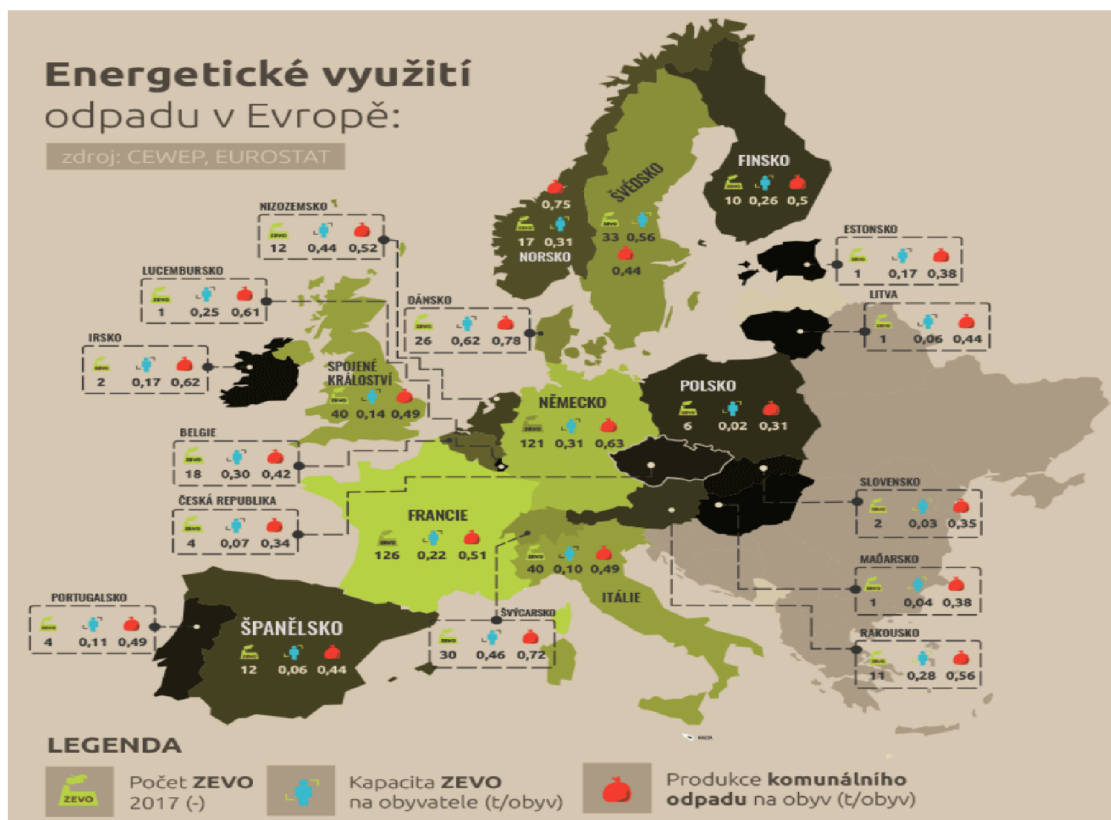 Energetické využití
odpadu v Evropě:
zdroj: CEWEP, EUROSTAT
FINSKO
10 0,26 0,5
ŠVÉDSKO
33 0,56
0,44
0,75
17 0,31
NORSKO
NIZOZEMSKO
12 0,44 0,52
LUCEMBURSKO
1 0,25 0,61
IRSKO
2 0,17 0,62
DÁNSKO
26 0,62 0,78
ESTONSKO
1 0,17 0,38
LITVA
1 0,06 0,44
SPOJENÉ
KRÁLOVSTVÍ
40 0,14 0,49
POLSKO
6 0,02 0,31
NĚMECKO
121 0,31 0,63
BELGIE
18 0,30 0,42
ČESKÁ REPUBLIKA
4 0,07 0,34
FRANCIE
ZEVO
126 0,22 0,51
SLOVENSKO
2 0,03 0,35
ZEVO
40 0,10 0,49
ITÁLIE
MAĎARSKO
1 0,04 0,38
PORTUGALSKO
4 0,11 0,49
ŠPANĚLSKO
12 0,06 0,44
ŠVÝCARSKO
30 0,46 0,72
RAKOUSKO
11 0,28 0,56
LEGENDA
ZEVO
Počet ZEVO
2017 (-)
Kapacita ZEVO
na obyvatele (t/obyv)
Produkce komunálního
odpadu na obyv (t/obyv)